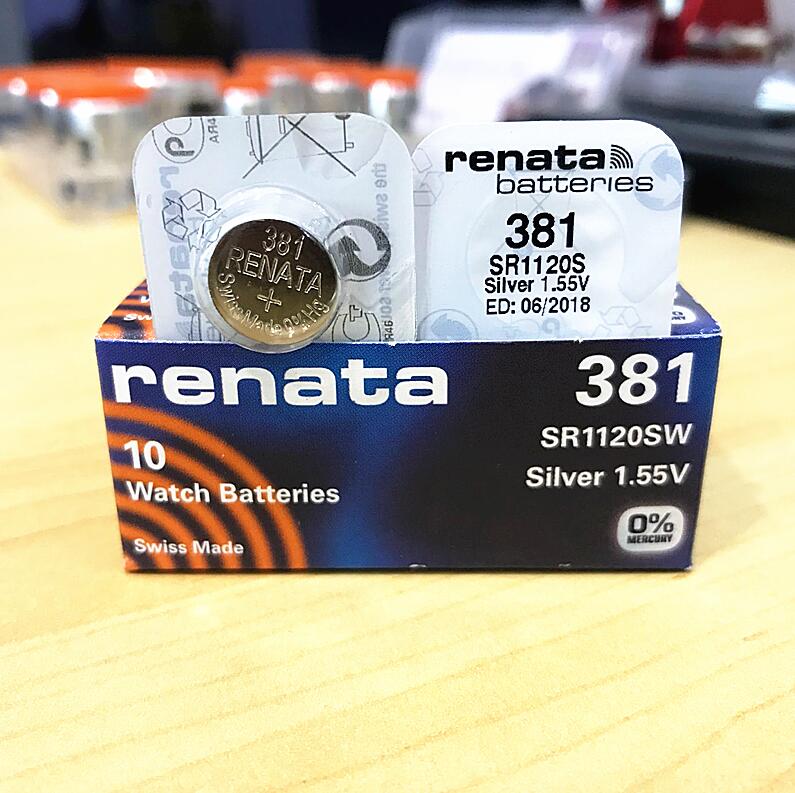 381
RENATA
+
Swiss Made
renata
batteries
381
SR1120S
Silver 1.55V
ED: 06/2018
renata
381
10
Watch Batteries
Swiss Made
SR1120SW
Silver 1.55V
0%
MERCURY